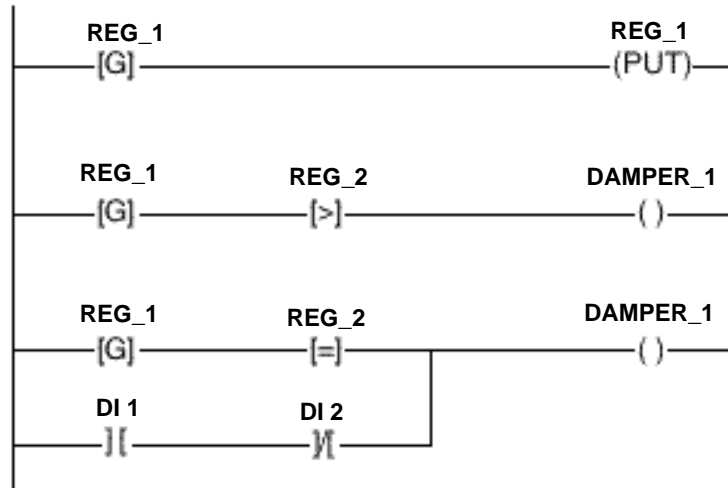 REG_1 REG_1
[G] (PUT)
REG_1 REG_2 DAMPER_1
[G] [>] ( )
REG_1 REG_2 DAMPER_1
[G] [=] ( )
DI 1 DI 2
] [ ]/[